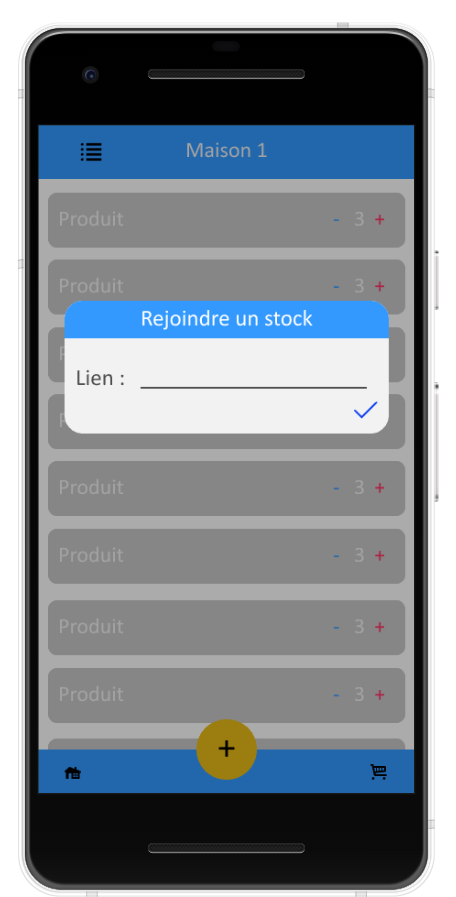 Maison 1
Produit - 3 +
Produit - 3 +
Rejoindre un stock
Lien :
Produit - 3 +
Produit - 3 +
Produit - 3 +
Produit - 3 +
+